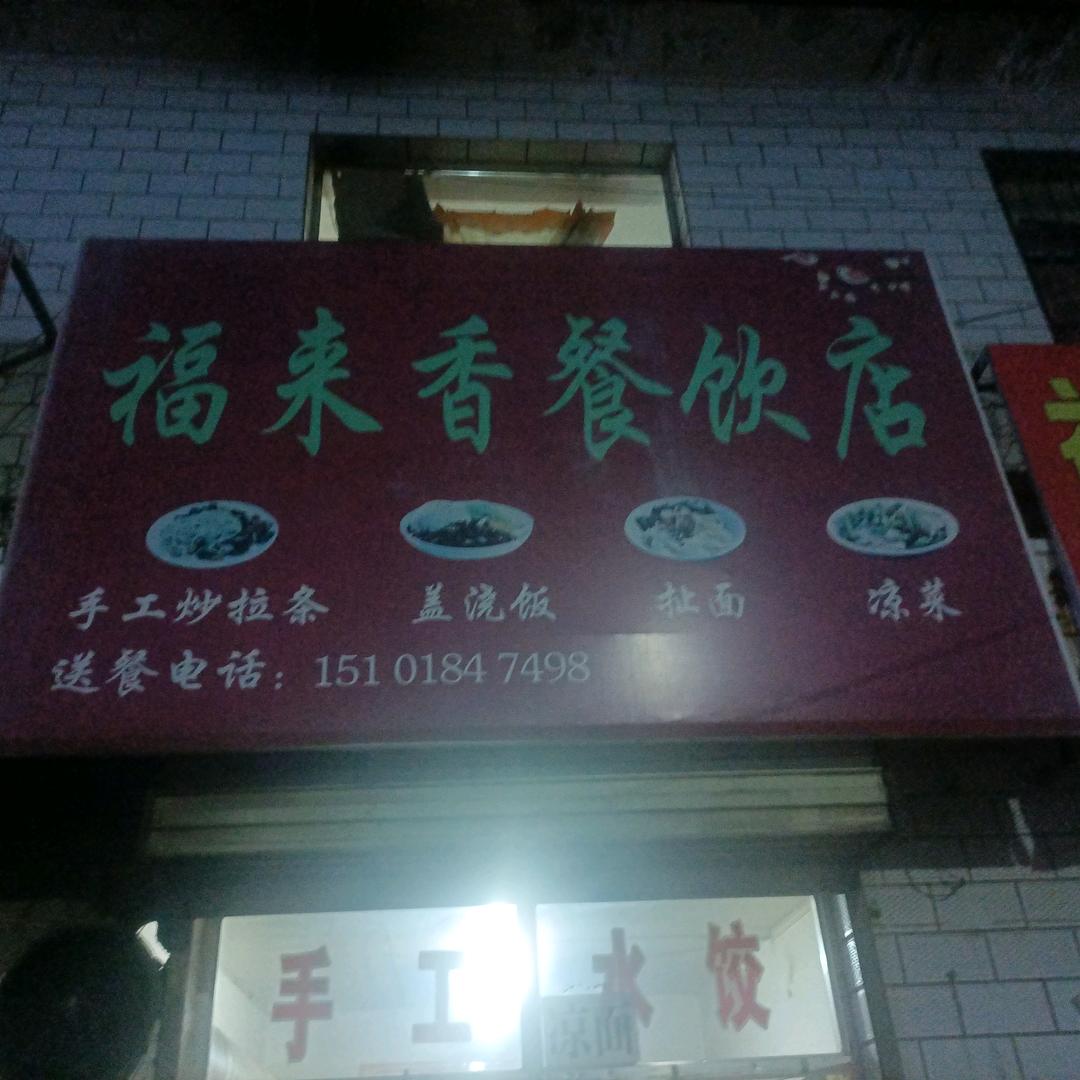 福来香餐饮店
手工炒拉条 盖浇饭 扯面 凉菜
送餐电话：151 0184 7498
手工水饺
凉面